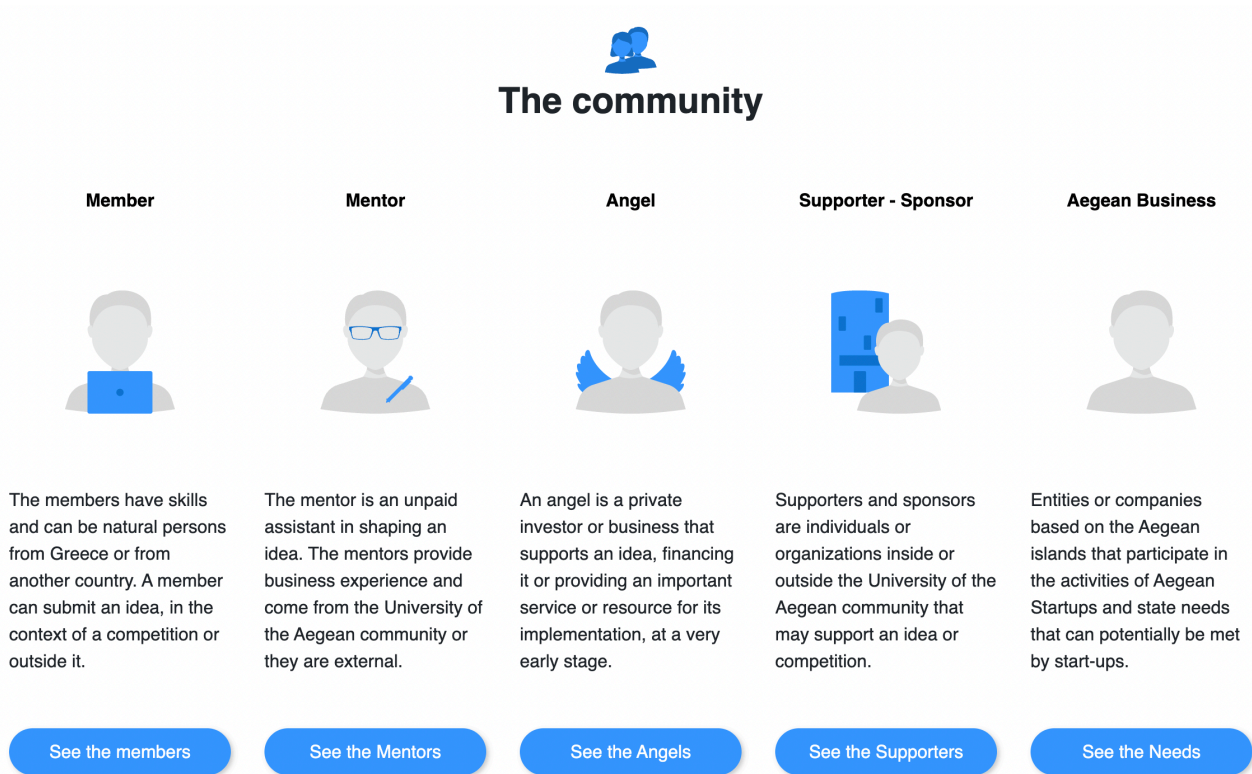 The community
Member
Mentor
Angel
Supporter - Sponsor
Aegean Business
The members have skills
and can be natural persons
from Greece or from
another country. A member
can submit an idea, in the
context of a competition or
outside it.
The mentor is an unpaid
assistant in shaping an
idea. The mentors provide
business experience and
come from the University of
the Aegean community or
they are external.
An angel is a private
investor or business that
supports an idea, financing
it or providing an important
service or resource for its
implementation, at a very
early stage.
Supporters and sponsors
are individuals or
organizations inside or
outside the University of the
Aegean community that
may support an idea or
competition.
Entities or companies
based on the Aegean
islands that participate in
the activities of Aegean
Startups and state needs
that can potentially be met
by start-ups.
See the members
See the Mentors
See the Angels
See the Supporters
See the Needs